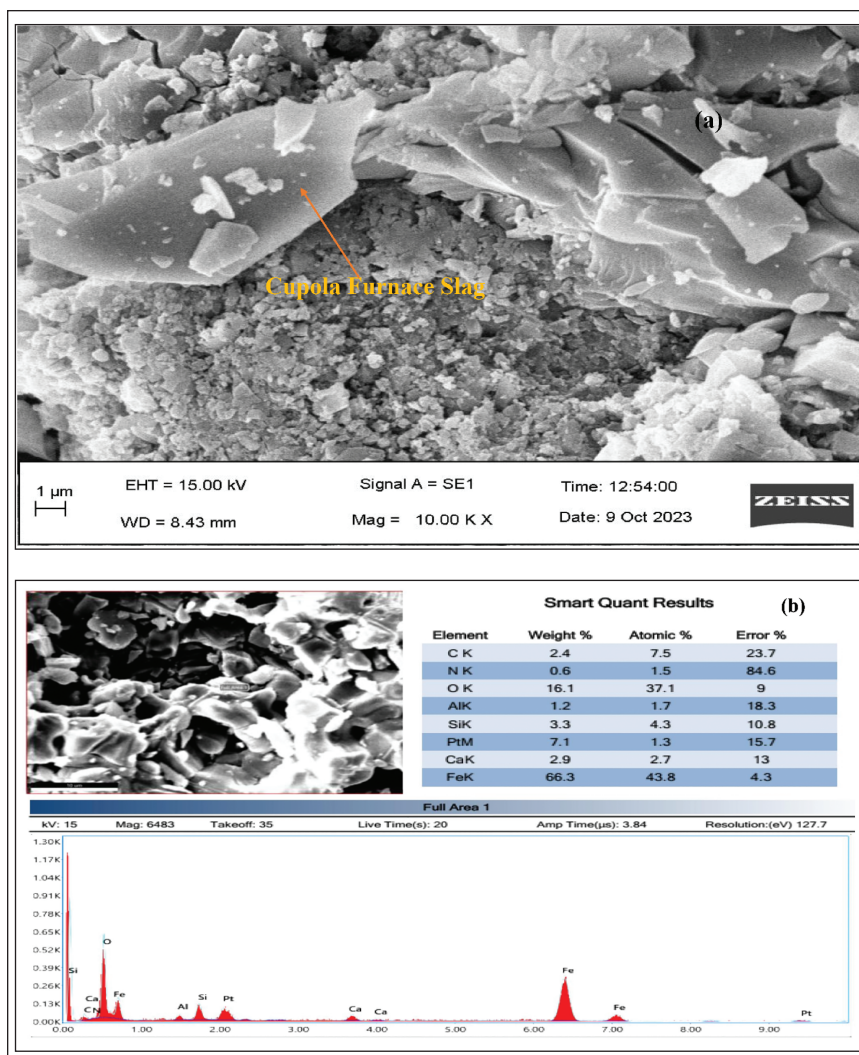 (a)
Cupola Furnace Slag
1 µm
EHT = 15.00 kV
Signal A = SE1
Time: 12:54:00
WD = 8.43 mm
Mag = 10.00 K X
Date: 9 Oct 2023
ZEISS
Smart Quant Results
(b)
Element Weight % Atomic % Error %
C K 2.4 7.5 23.7
N K 0.6 1.5 84.6
O K 16.1 37.1 9
AlK 1.2 1.7 18.3
SiK 3.3 4.3 10.8
PtM 7.1 1.3 15.7
CaK 2.9 2.7 13
FeK 66.3 43.8 4.3
Full Area 1
Full Area 1
kV: 15 Mag: 6483 Takeoff: 35 Live Time(s): 20 Amp Time(µs): 3.84 Resolution:(eV) 127.7
1.30K
1.17K
1.04K
0.91K
0.78K
0.65K
0.52K
0.39K
0.26K
0.13K
0.00K
Si
Ca
C
N
O
Fe
Al
Si
Pt
Ca
Ca
Fe
Fe
Pt
0.00 1.00 2.00 3.00 4.00 5.00 6.00 7.00 8.00 9.00